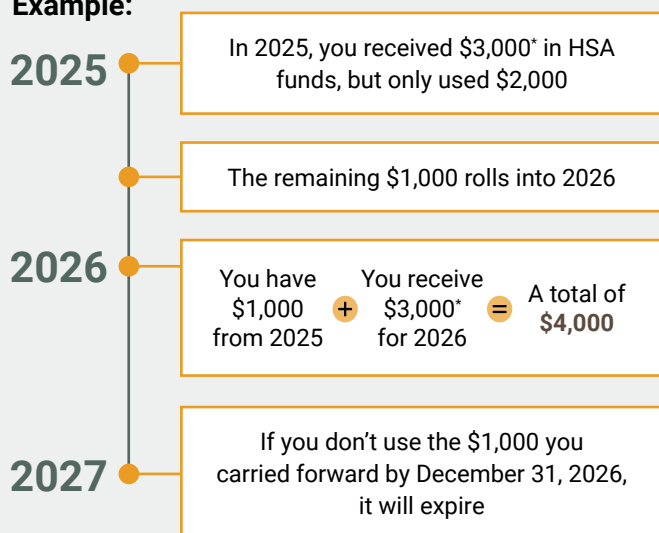 Example:
2025
In 2025, you received $3,000* in HSA
funds, but only used $2,000
The remaining $1,000 rolls into 2026
2026
You have
$1,000
from 2025
+
You receive
$3,000*
for 2026
=
A total of
$4,000
2027
If you don’t use the $1,000 you
carried forward by December 31, 2026,
it will expire